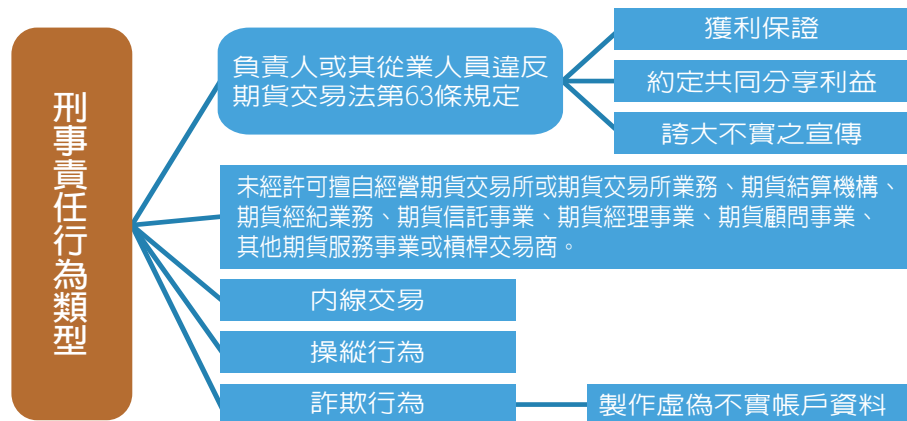 刑事責任行為類型
負責人或其從業人員違反
期貨交易法第63條規定
獲利保證
約定共同分享利益
誇大不實之宣傳
未經許可擅自經營期貨交易所或期貨交易所業務、期貨結算機構、
期貨經紀業務、期貨信託事業、期貨經理事業、期貨顧問事業、
其他期貨服務事業或槓桿交易商。
內線交易
操縱行為
詐欺行為
製作虛偽不實帳戶資料